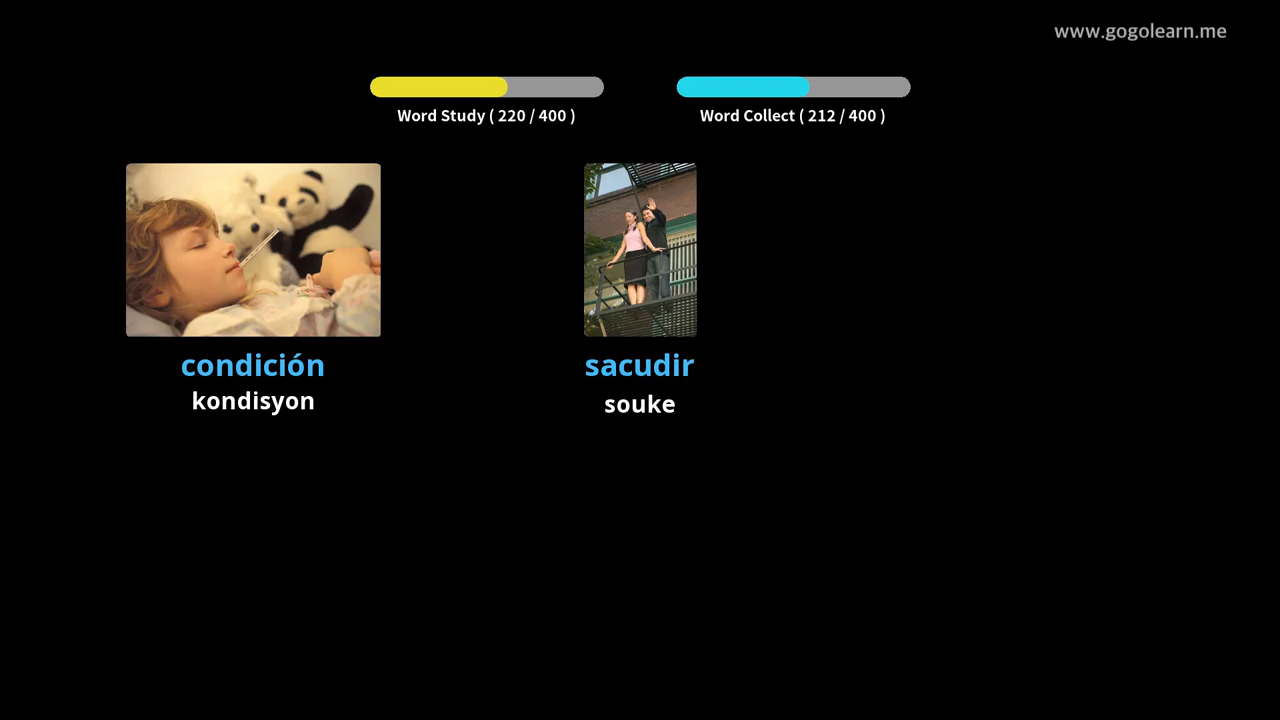 www.gogolearn.me
Word Study ( 220 / 400 )
Word Collect ( 212 / 400 )
condición
kondisyon
sacudir
souke